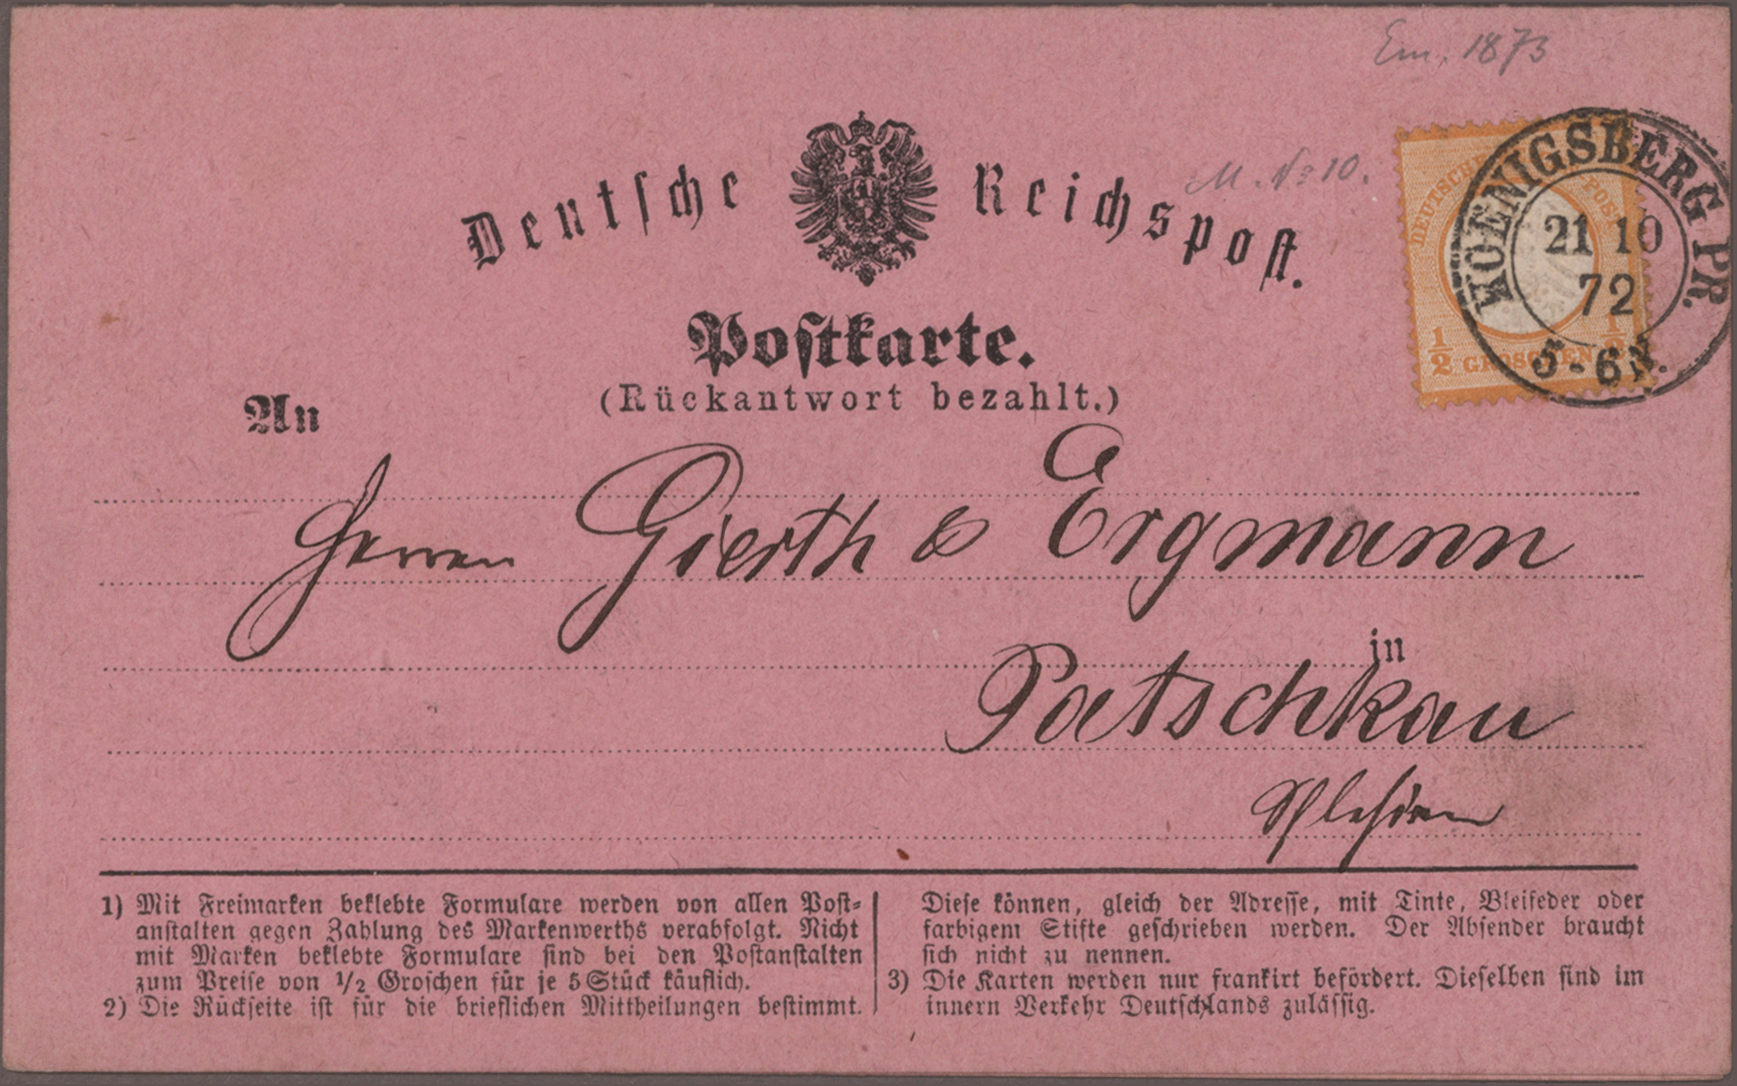 Em. 1873
Deutsche Reichspost.
M. No 10.
DEUTSCHE POST
1/2 GROSCHEN 1/2
KOENIGSBERG PR.
21 10
72
5-6N.
Postkarte.
(Rückantwort bezahlt.)
An
Herren Gierth & Ergmann
in
Patschkau
Schlesien
1) Mit Freimarken beklebte Formulare werden von allen Post-
anstalten gegen Zahlung des Markenwerths verabfolgt. Nicht
mit Marken beklebte Formulare sind bei den Postanstalten
zum Preise von 1/2 Groschen für je 5 Stück käuflich.
2) Die Rückseite ist für die brieflichen Mittheilungen bestimmt.
Diese können, gleich der Adresse, mit Tinte, Bleifeder oder
farbigem Stifte geschrieben werden. Der Absender braucht
sich nicht zu nennen.
3) Die Karten werden nur frankirt befördert. Dieselben sind im
innern Verkehr Deutschlands zulässig.